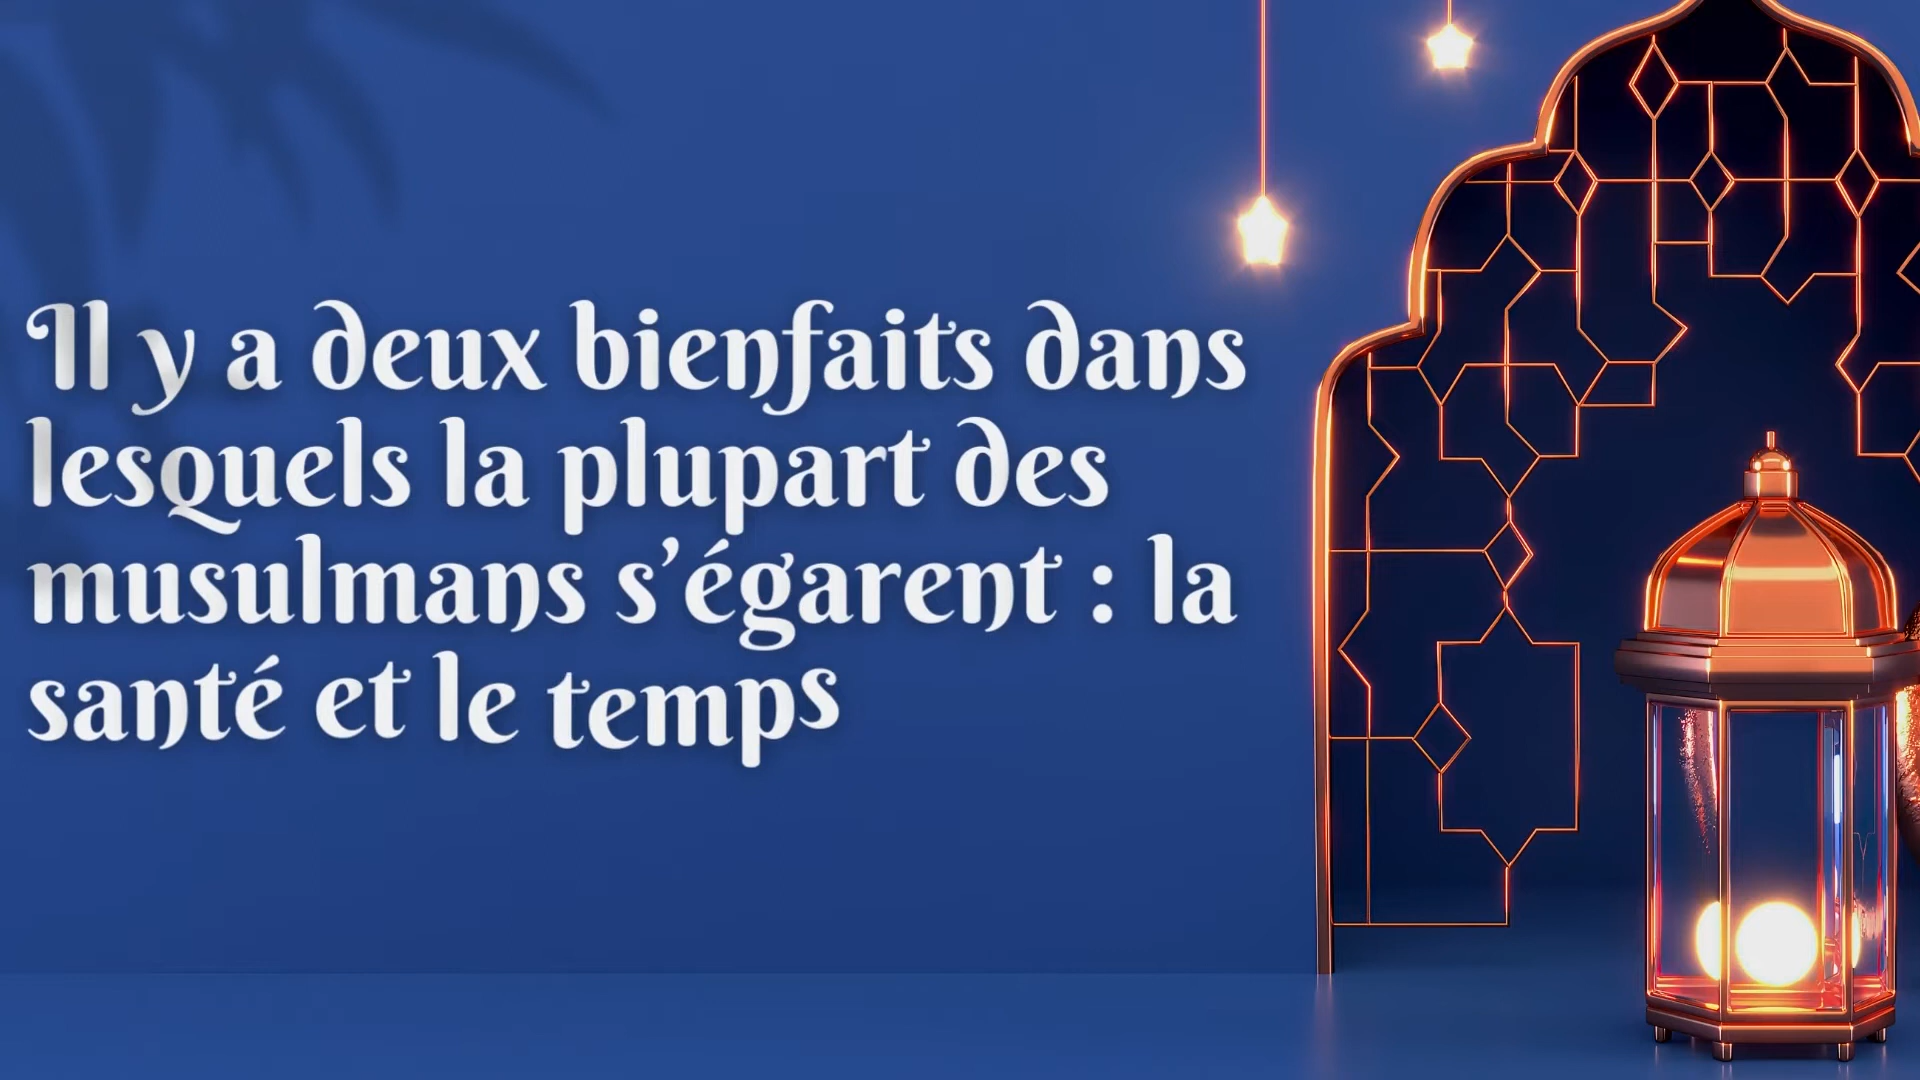 Il y a deux bienfaits dans
lesquels la plupart des
musulmans s’égarent : la
santé et le temps